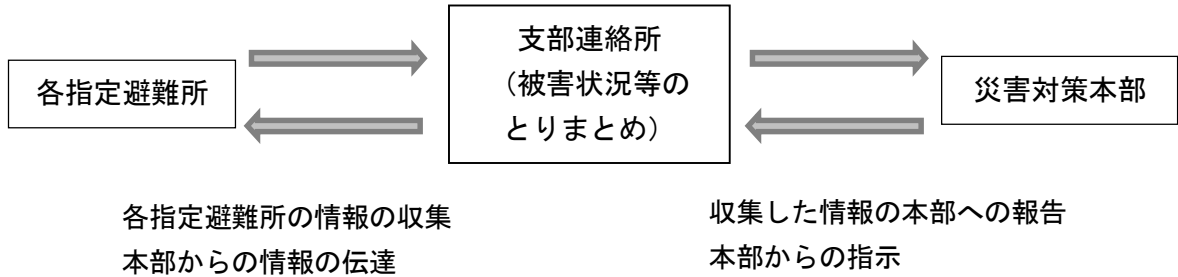 各指定避難所
支部連絡所
（被害状況等の
とりまとめ）
災害対策本部
各指定避難所の情報の収集
本部からの情報の伝達
収集した情報の本部への報告
本部からの指示